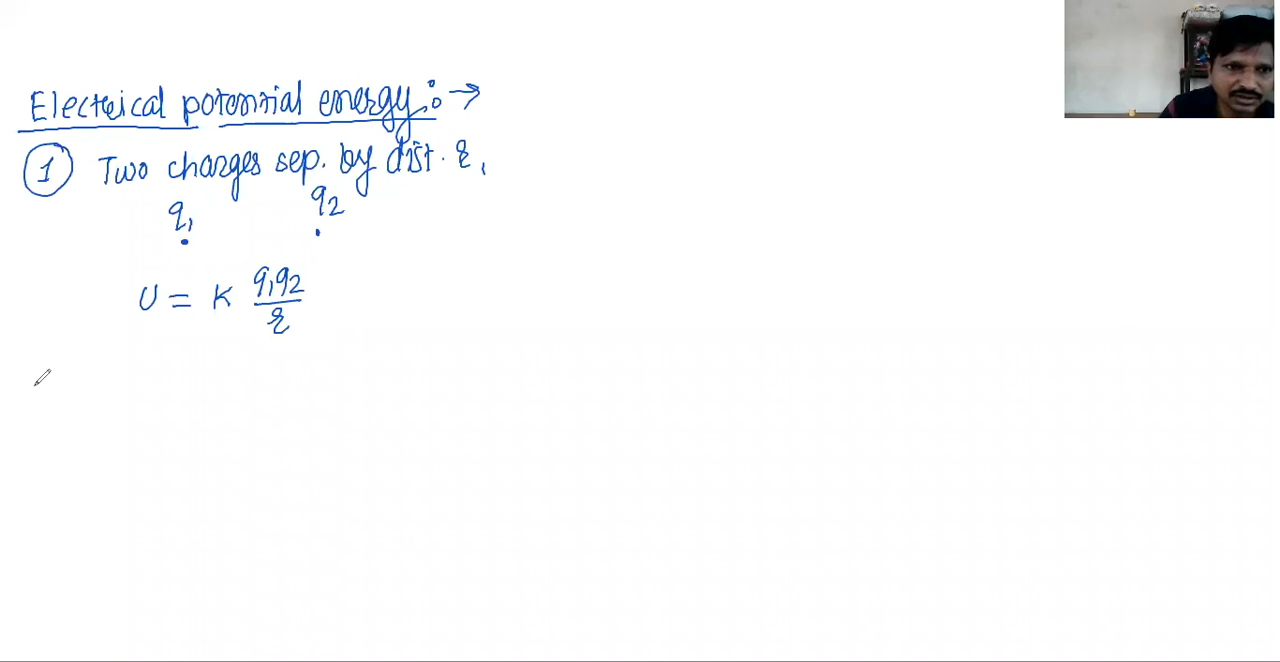 Electrical potential energy :→
1 Two charges sep. by dist. r,
q₁ q₂
U = K q₁q₂/r